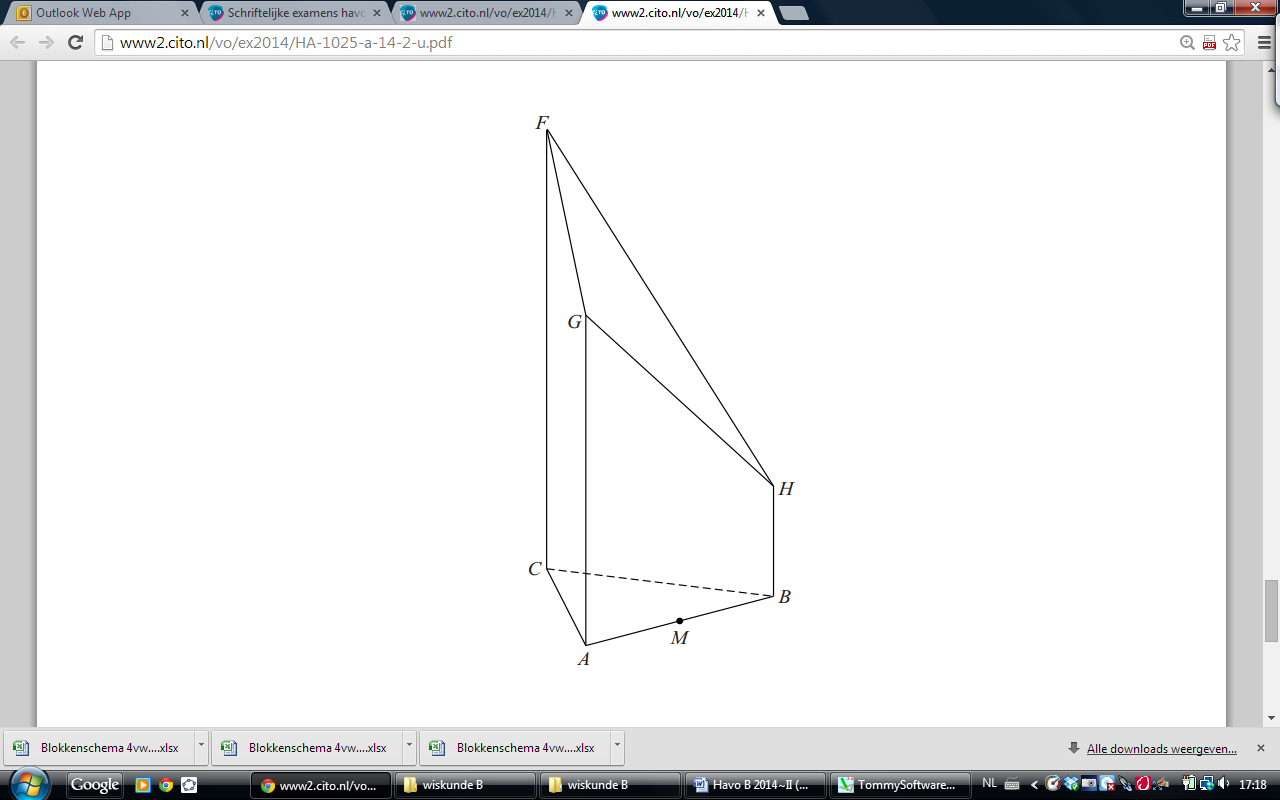 Outlook Web App
Schriftelijke examens havo
www2.cito.nl/vo/ex2014/H
www2.cito.nl/vo/ex2014/H
www2.cito.nl/vo/ex2014/HA-1025-a-14-2-u.pdf
F
G
H
C
B
M
A
Blokkenschema 4vw....xlsx
Blokkenschema 4vw....xlsx
Blokkenschema 4vw....xlsx
Alle downloads weergeven...
Google
www2.cito.nl/vo...
wiskunde B
wiskunde B
Havo B 2014~II (...
TommySoftware...
NL
17:18